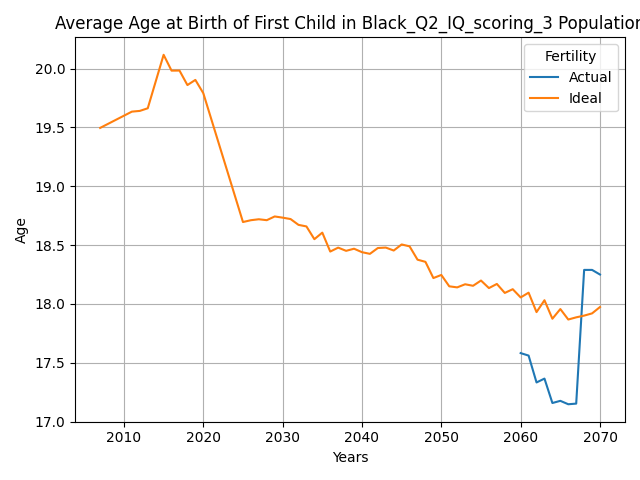 Average Age at Birth of First Child in Black_Q2_IQ_scoring_3 Population
Fertility
Actual
Ideal
20.0
19.5
19.0
18.5
18.0
17.5
17.0
Age
2010 2020 2030 2040 2050 2060 2070
Years